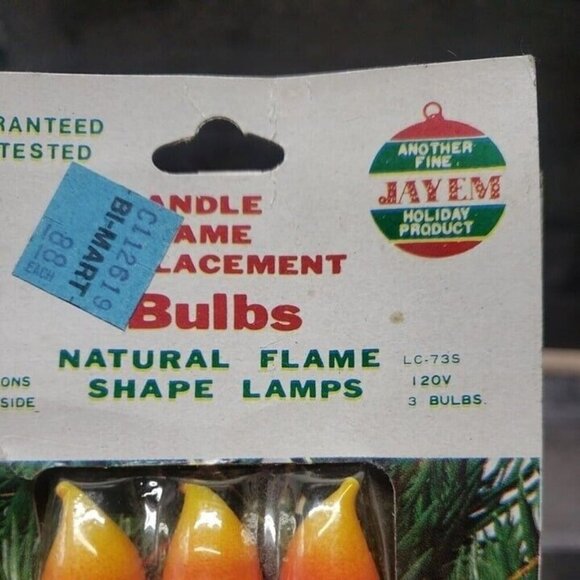 RANTEED
TESTED
ANOTHER
FINE
JAYEM
HOLIDAY
PRODUCT
C112619
BI-MART
88
EACH
ANDLE
AME
LACEMENT
Bulbs
NATURAL FLAME
SHAPE LAMPS
LC-73S
120V
3 BULBS.
ONS
SIDE